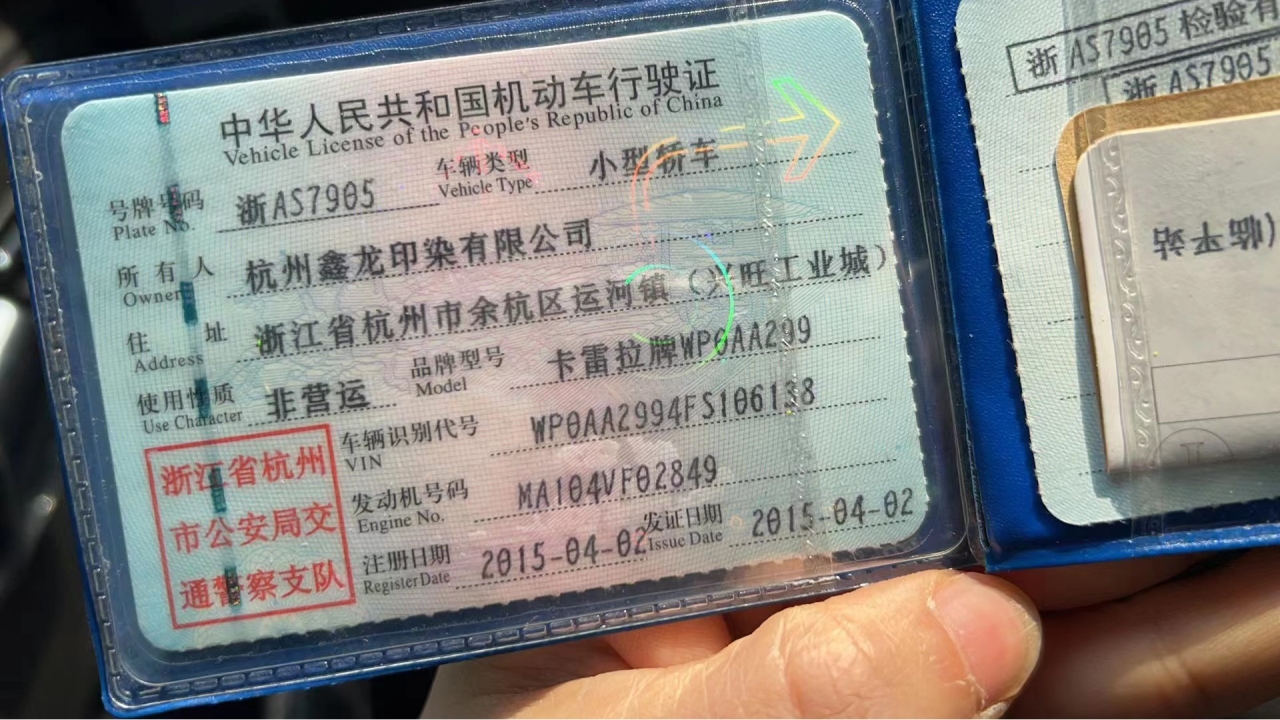 中华人民共和国机动车行驶证
Vehicle License of the People's Republic of China
号牌号码 浙AS7905 车辆类型 小型轿车
Plate No. Vehicle Type
所有人 杭州鑫龙印染有限公司
Owner
住址 浙江省杭州市余杭区运河镇（兴旺工业城）
Address
使用性质 非营运 品牌型号 卡雷拉牌WP0AA299
Use Character Model
车辆识别代号 WP0AA2994FS106138
VIN
发动机号码 MA104VF02849
Engine No.
注册日期 2015-04-02 发证日期 2015-04-02
Register Date Issue Date
浙江省杭州
市公安局交
通警察支队
浙AS7905 检验有
浙AS7905
(临平站